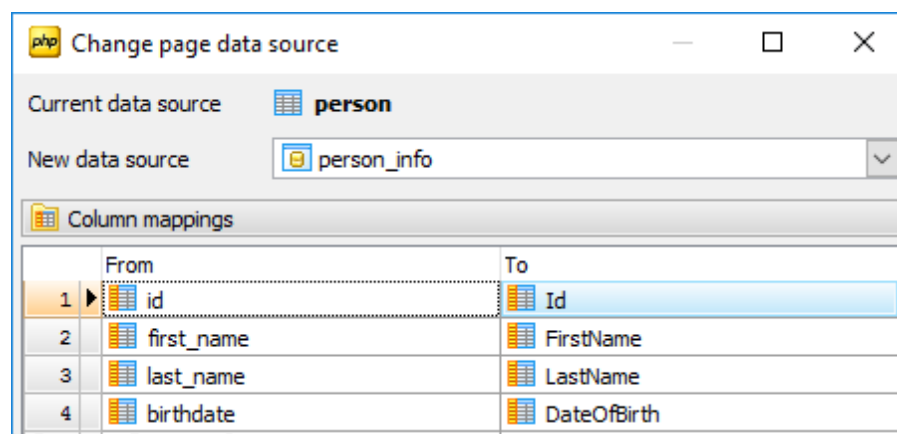 php Change page data source
Current data source person
New data source person_info
Column mappings
From To
1 id Id
2 first_name FirstName
3 last_name LastName
4 birthdate DateOfBirth